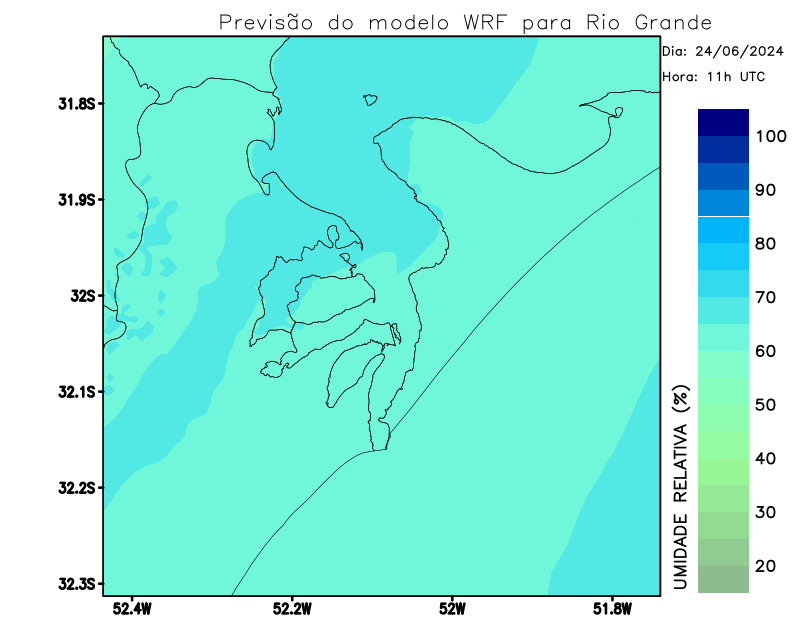 Previsão do modelo WRF para Rio Grande
Dia: 24/06/2024
Hora: 11h UTC
31.8S
31.9S
32S
32.1S
32.2S
32.3S
52.4W
52.2W
52W
51.8W
100
90
80
70
60
50
40
30
20
UMIDADE RELATIVA (%)